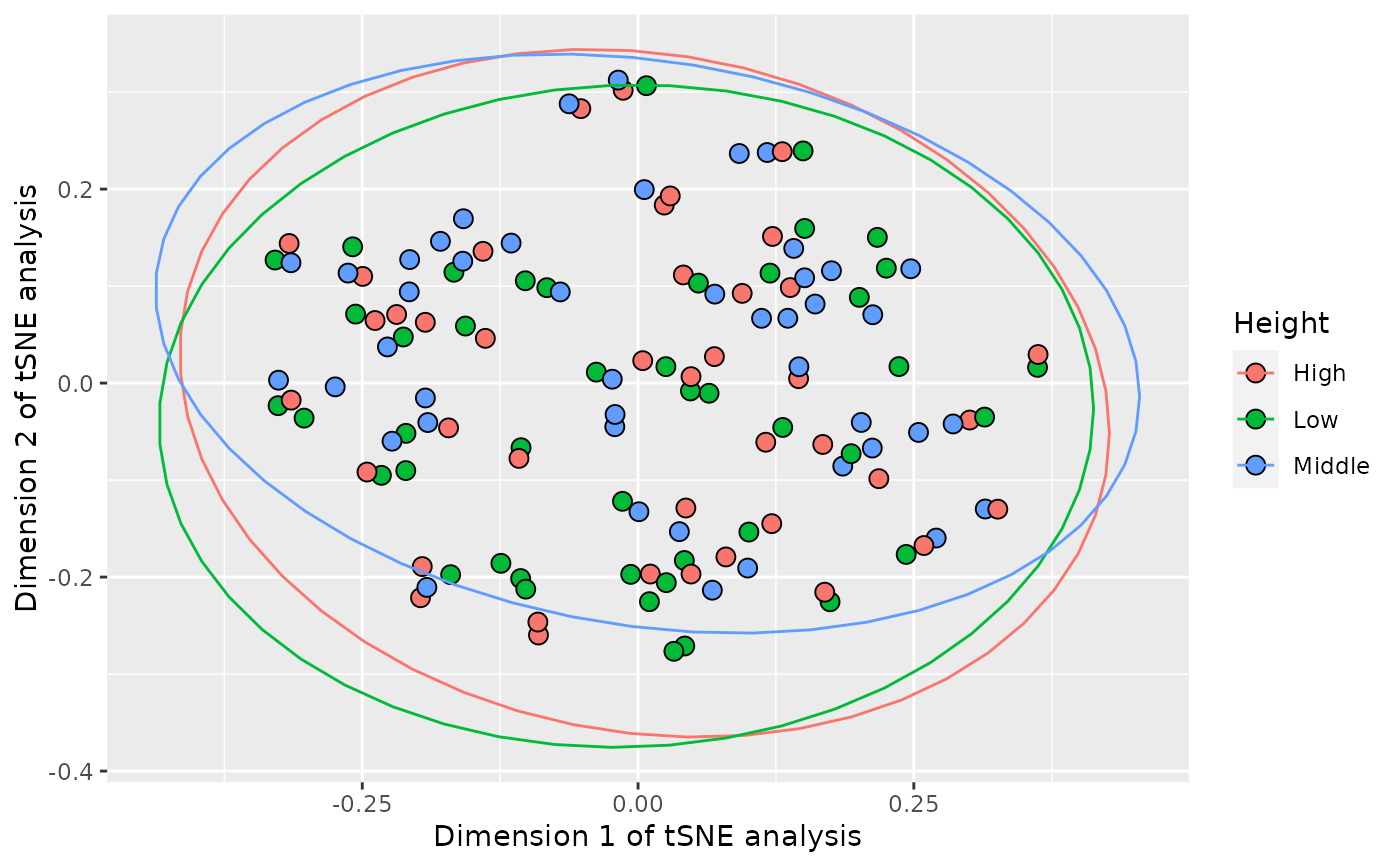 Dimension 2 of tSNE analysis
0.2
0.0
-0.2
-0.4
-0.25
0.00
0.25
Dimension 1 of tSNE analysis
Height
High
Low
Middle